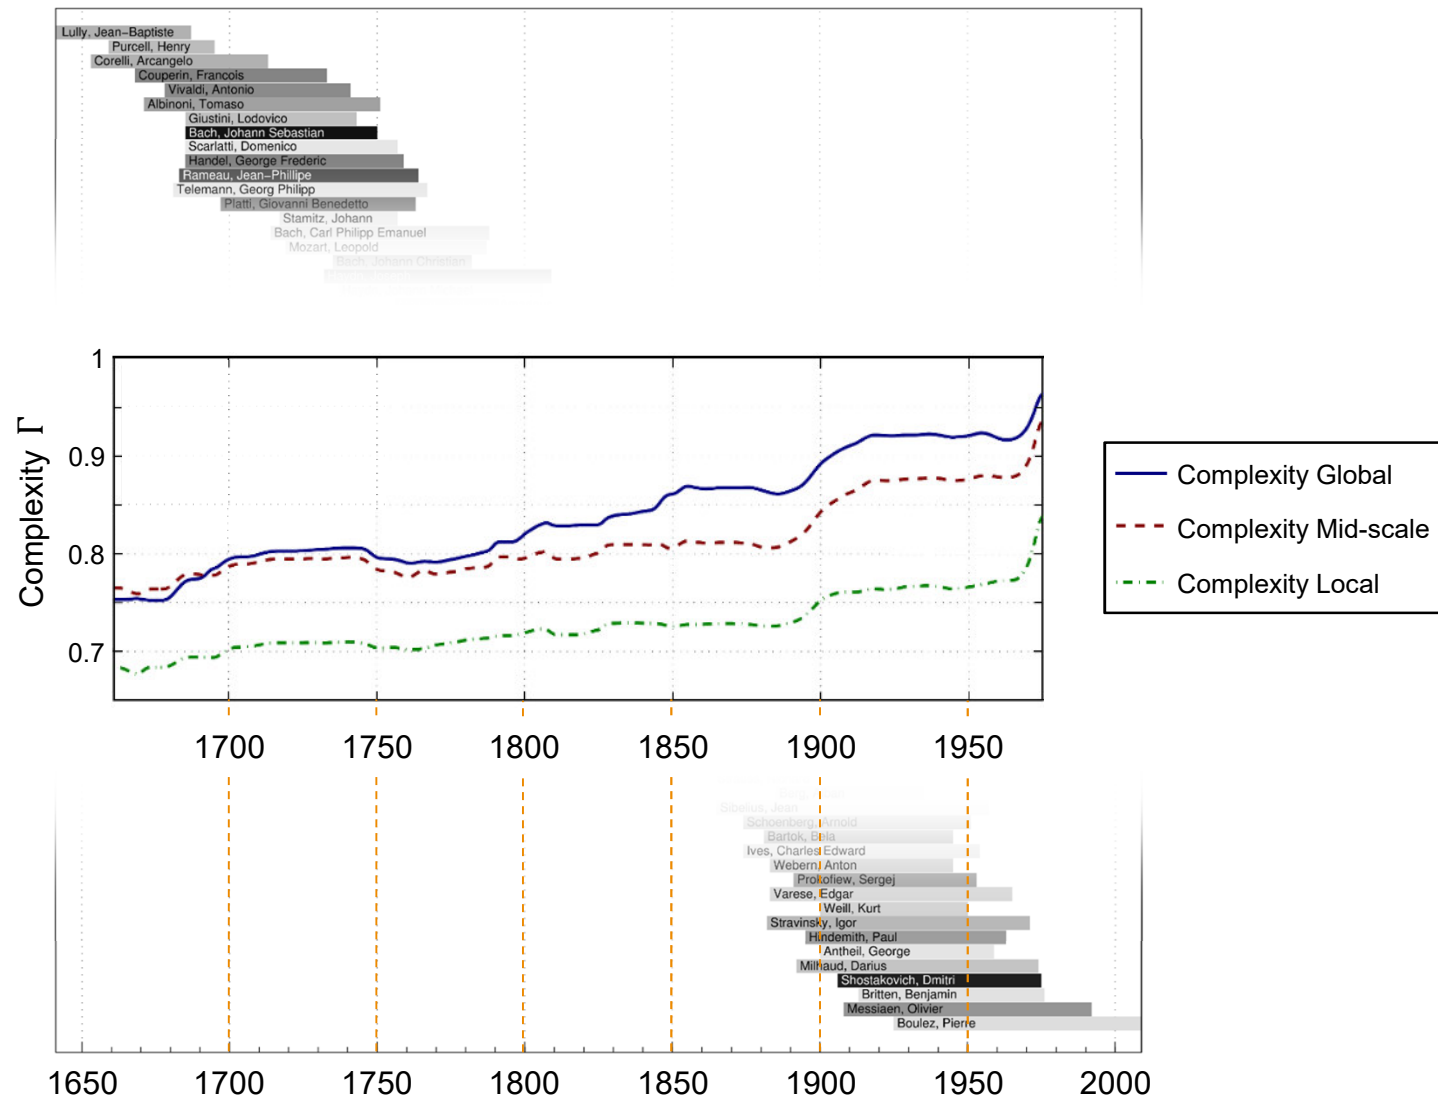 Lully, Jean-Baptiste
Purcell, Henry
Corelli, Arcangelo
Couperin, Francois
Vivaldi, Antonio
Albinoni, Tomaso
Giustini, Lodovico
Bach, Johann Sebastian
Scarlatti, Domenico
Handel, George Frederic
Rameau, Jean-Phillipe
Telemann, Georg Philipp
Platti, Giovanni Benedetto
Stamitz, Johann
Bach, Carl Philipp Emanuel
Mozart, Leopold
Bach, Johann Christian
1
0.9
0.8
0.7
Complexity Γ
Complexity Global
Complexity Mid-scale
Complexity Local
1700 1750 1800 1850 1900 1950
Sibelius, Jean
Schoenberg, Arnold
Bartok, Bela
Ives, Charles Edward
Webern, Anton
Prokofiew, Sergej
Varese, Edgar
Weill, Kurt
Stravinsky, Igor
Hindemith, Paul
Antheil, George
Milhaud, Darius
Shostakovich, Dmitri
Britten, Benjamin
Messiaen, Olivier
Boulez, Pierre
1650 1700 1750 1800 1850 1900 1950 2000